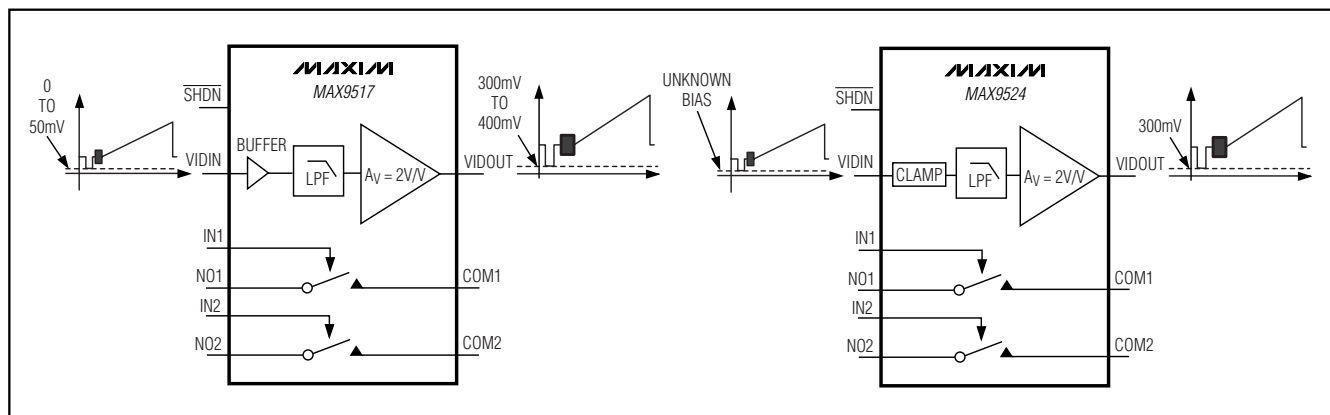 0
TO
50mV
SHDN
MAXIM
MAX9517
VIDIN
BUFFER
LPF
AV = 2V/V
VIDOUT
300mV
TO
400mV
IN1
NO1
COM1
IN2
NO2
COM2
UNKNOWN
BIAS
SHDN
MAXIM
MAX9524
VIDIN
CLAMP
LPF
AV = 2V/V
VIDOUT
300mV
IN1
NO1
COM1
IN2
NO2
COM2